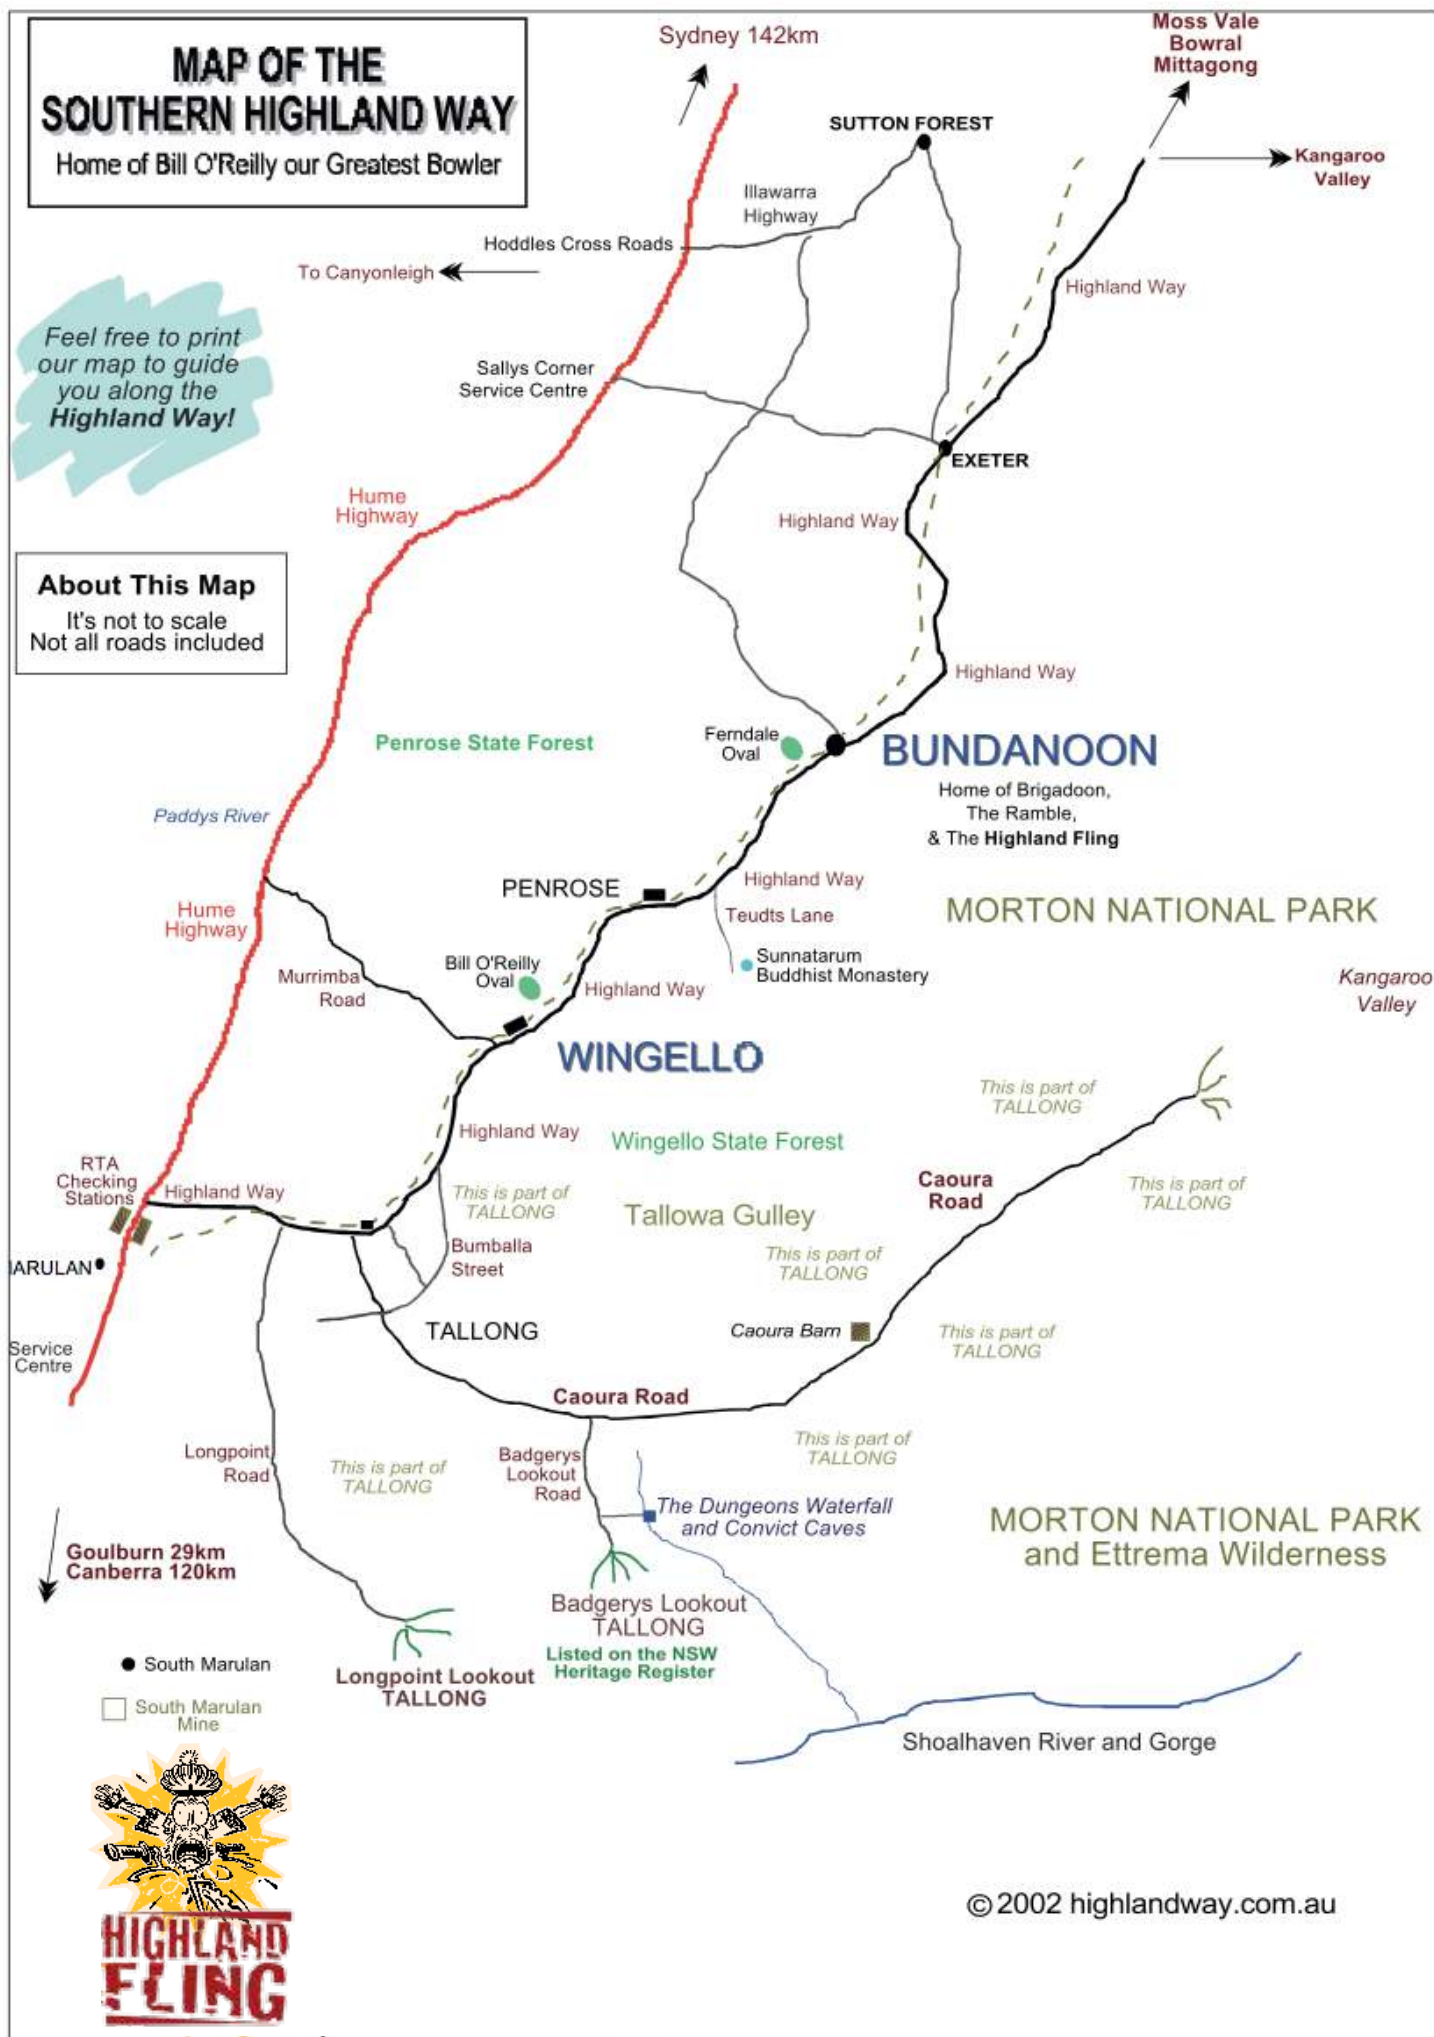 MAP OF THE
SOUTHERN HIGHLAND WAY
Home of Bill O'Reilly our Greatest Bowler
Sydney 142km
Moss Vale
Bowral
Mittagong
SUTTON FOREST
Kangaroo
Valley
Illawarra
Highway
Hoddles Cross Roads
To Canyonleigh
Highland Way
Feel free to print
our map to guide
you along the
Highland Way!
Sallys Corner
Service Centre
EXETER
Hume
Highway
Highland Way
About This Map
It's not to scale
Not all roads included
Highland Way
Penrose State Forest
Ferndale
Oval
BUNDANOON
Home of Brigadoon,
The Ramble,
& The Highland Fling
Paddys River
PENROSE
Highland Way
Teudts Lane
MORTON NATIONAL PARK
Hume
Highway
Murrimba
Road
Bill O'Reilly
Oval
Highland Way
Sunnatarum
Buddhist Monastery
Kangaroo
Valley
WINGELLO
This is part of
TALLONG
Highland Way
Wingello State Forest
RTA
Checking
Stations
Highland Way
This is part of
TALLONG
Caoura
Road
This is part of
TALLONG
Tallowa Gulley
Bumballa
Street
This is part of
TALLONG
ARULAN
TALLONG
Caoura Barn
This is part of
TALLONG
Service
Centre
Caoura Road
Longpoint
Road
This is part of
TALLONG
Badgerys
Lookout
Road
This is part of
TALLONG
The Dungeons Waterfall
and Convict Caves
MORTON NATIONAL PARK
and Ettrema Wilderness
Goulburn 29km
Canberra 120km
Badgerys Lookout
TALLONG
Listed on the NSW
Heritage Register
South Marulan
Longpoint Lookout
TALLONG
South Marulan
Mine
Shoalhaven River and Gorge
© 2002 highlandway.com.au
HIGHLAND
FLING